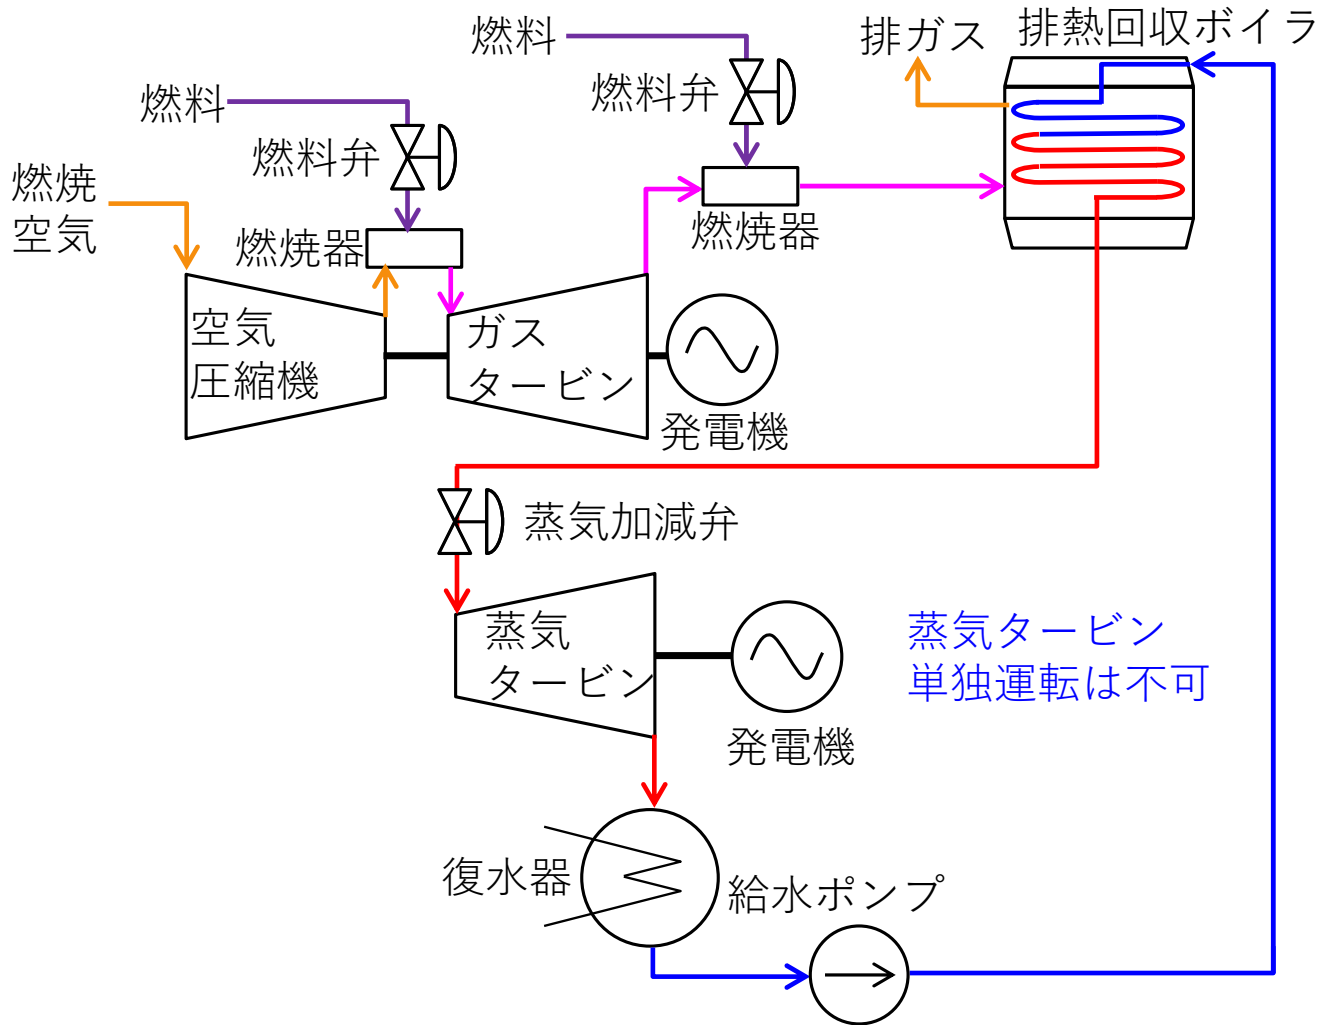 燃料
排ガス
排熱回収ボイラ
燃料弁
燃料
燃料弁
燃焼
空気
燃焼器
燃焼器
空気
圧縮機
ガス
タービン
発電機
蒸気加減弁
蒸気
タービン
蒸気タービン
単独運転は不可
発電機
復水器
給水ポンプ